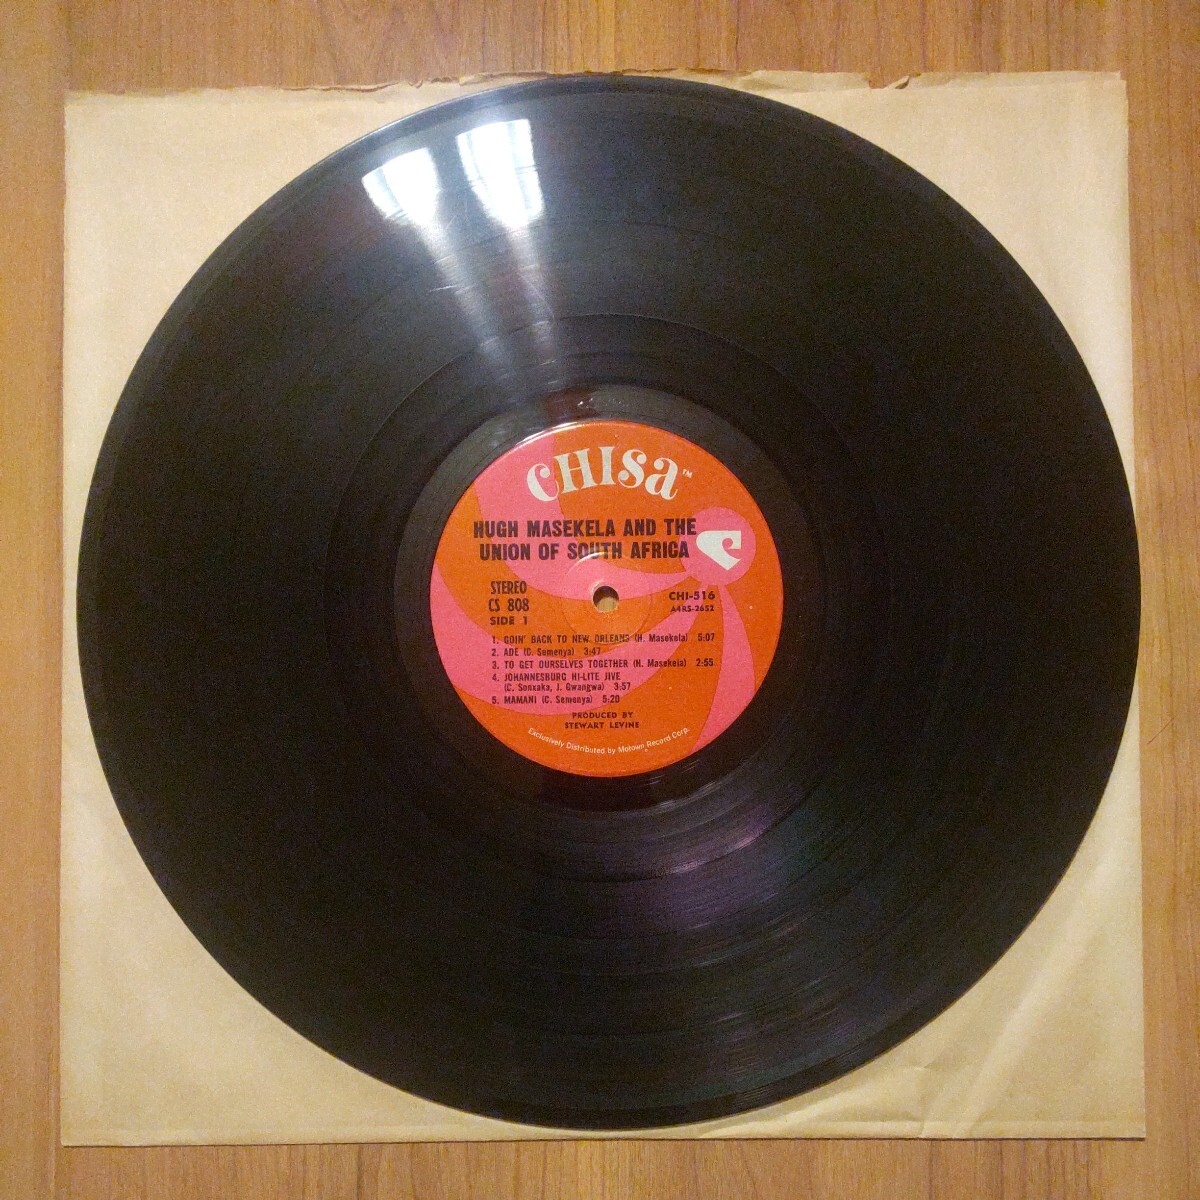 CHISa™
HUGH MASEKELA AND THE
UNION OF SOUTH AFRICA
STEREO
CS 808
SIDE 1
CHI-516
A4RS-2652
1. GOIN' BACK TO NEW ORLEANS (H. Masekela) 5:07
2. ADE (C. Semenya) 3:47
3. TO GET OURSELVES TOGETHER (H. Masekela) 2:55
4. JOHANNESBURG HI-LITE JIVE
(C. Sonxaka, J. Gwangwa) 3:57
5. MAMANI (C. Semenya) 5:20
PRODUCED BY
STEWART LEVINE
Exclusively Distributed by Motown Record Corp.